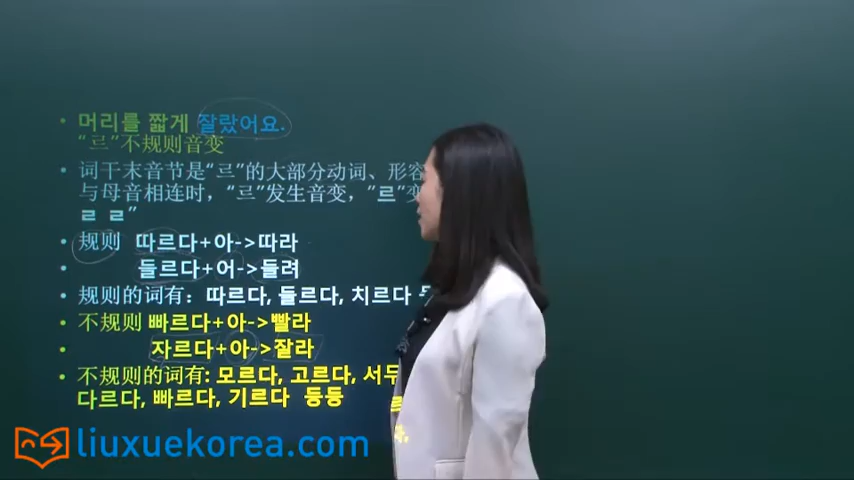 머리를 짧게 잘랐어요.
“르”不规则音变
词干末音节是“르”的大部分动词、形容
与母音相连时，“르”发生音变，”르“变
ㄹ ㄹ”
规则 따르다+아->따라
들르다+어->들려
规则的词有：따르다, 들르다, 치르다
不规则 빠르다+아->빨라
자르다+아->잘라
不规则的词有: 모르다, 고르다, 서두
다르다, 빠르다, 기르다 등등
liuxuekorea.com